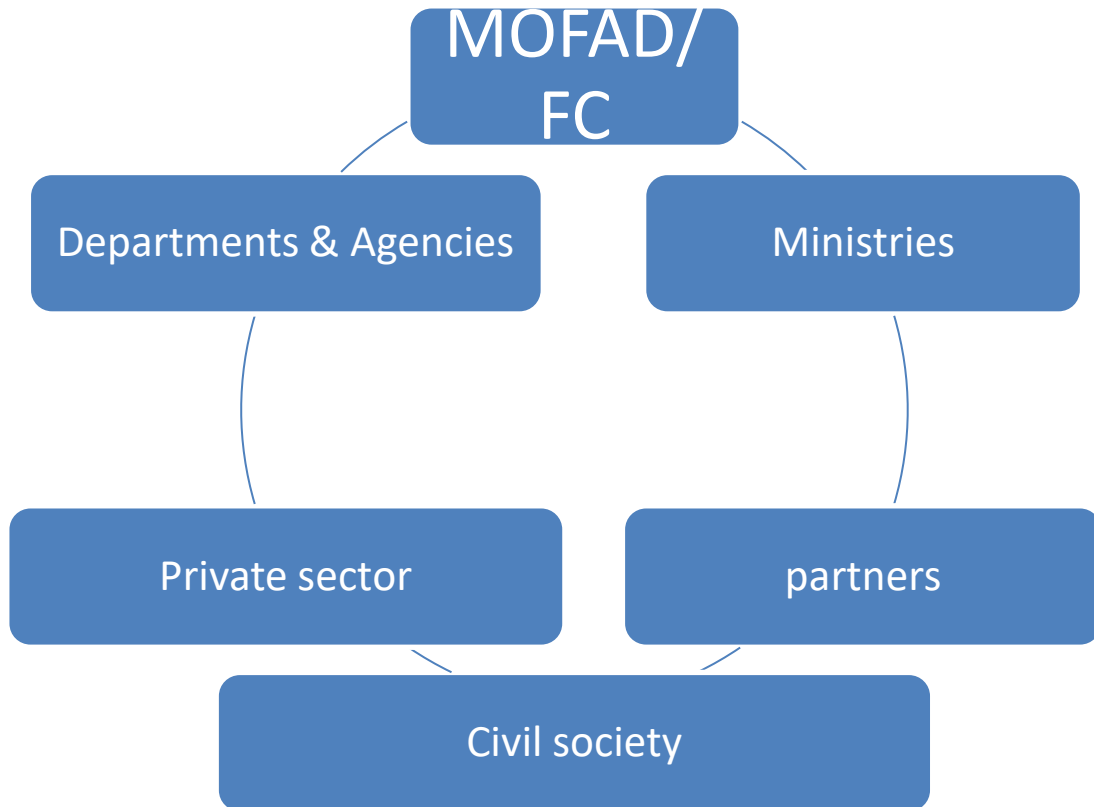 MOFAD/
FC
Departments & Agencies
Ministries
Private sector
partners
Civil society